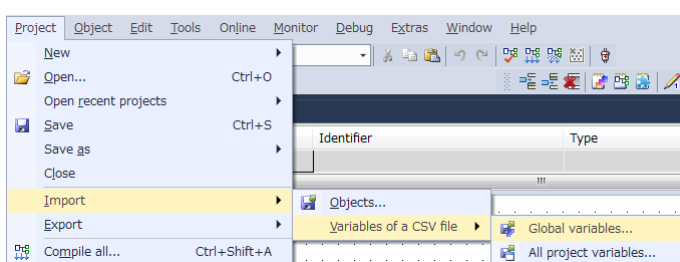 Project Object Edit Tools Online Monitor Debug Extras Window Help
New
Open... Ctrl+O
Open recent projects
Save Ctrl+S
Identifier Type
Save as
Close
Import Objects...
Export Variables of a CSV file Global variables...
Compile all... Ctrl+Shift+A All project variables...